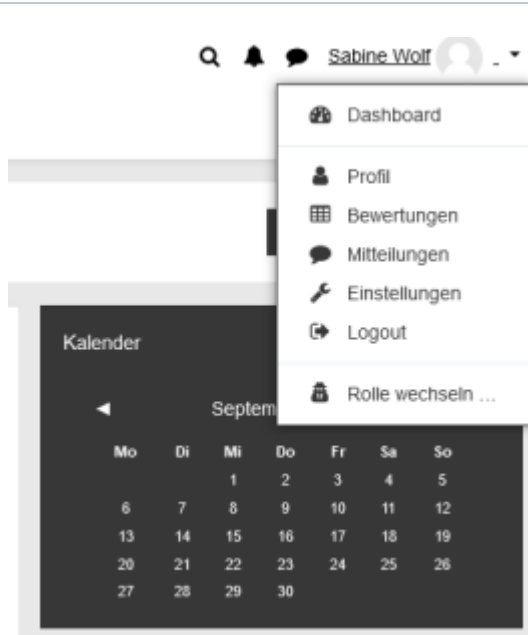 Sabine Wolf
Dashboard
Profil
Bewertungen
Mitteilungen
Einstellungen
Logout
Rolle wechseln ...
Kalender
Septem
Mo Di Mi Do Fr Sa So
1 2 3 4 5
6 7 8 9 10 11 12
13 14 15 16 17 18 19
20 21 22 23 24 25 26
27 28 29 30